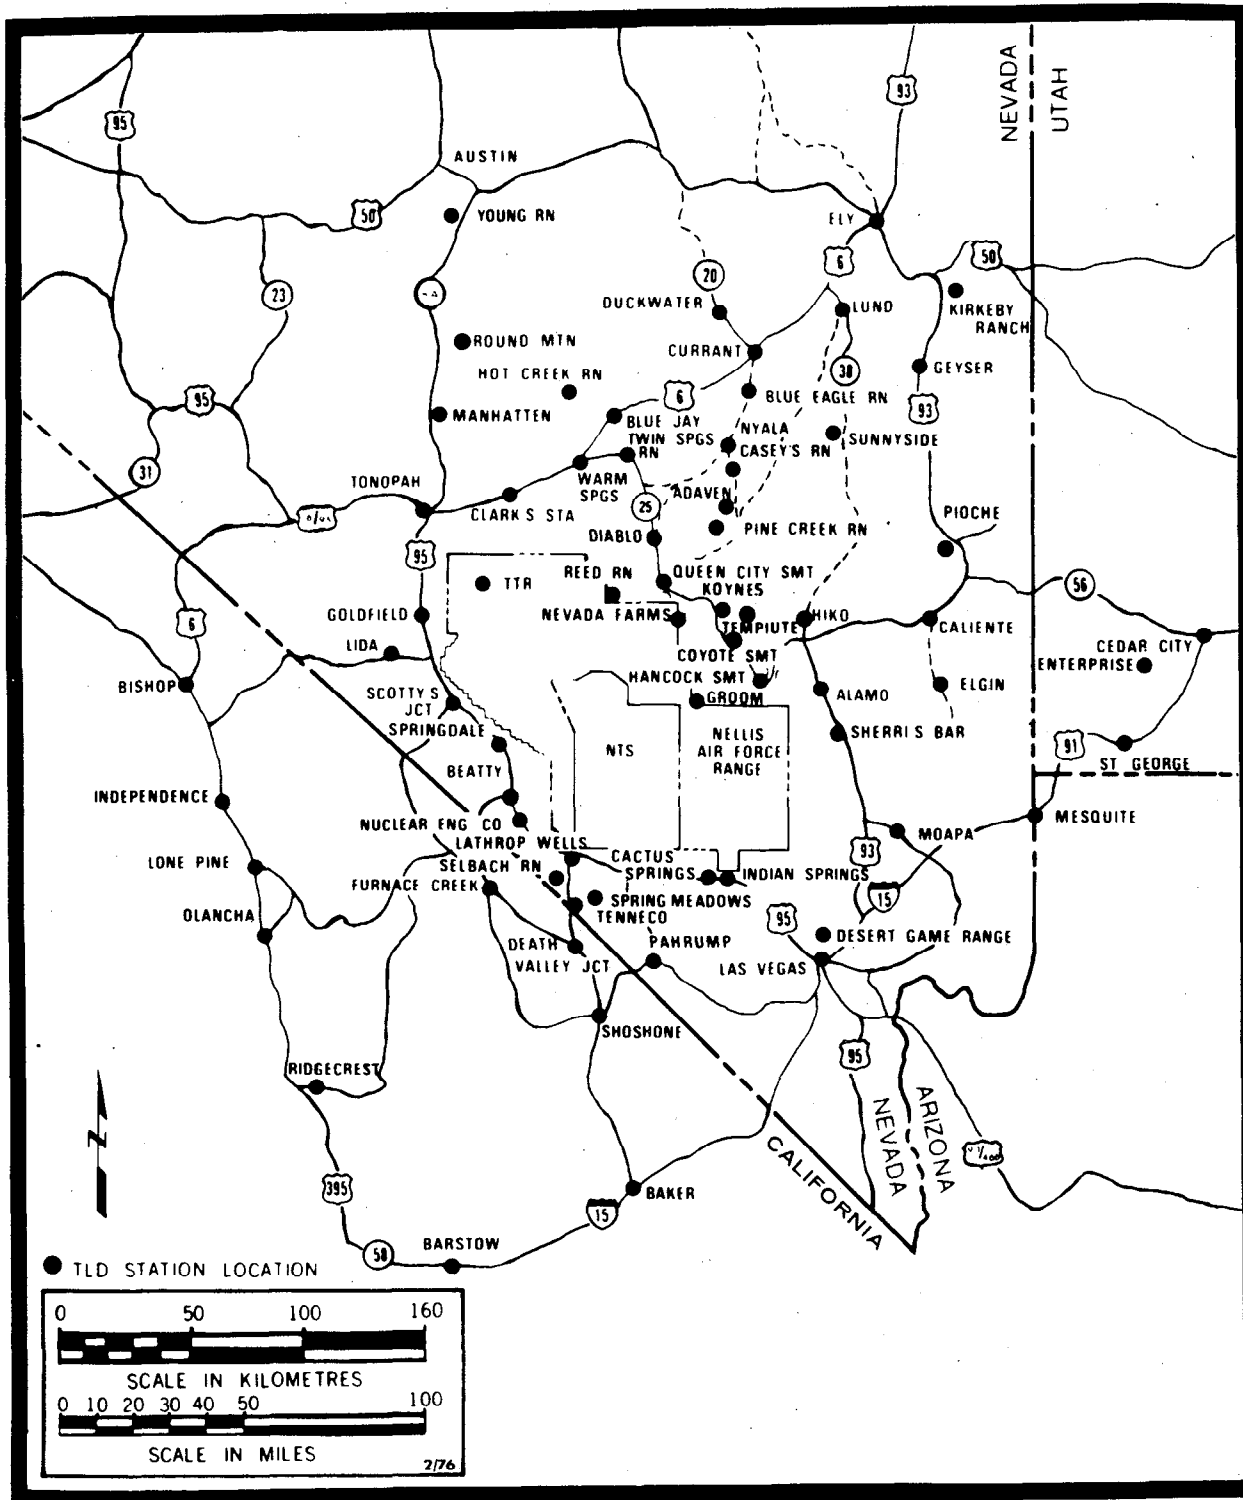 NEVADA
UTAH
93
95
AUSTIN
50
YOUNG RN
ELY
6
50
20
23
DUCKWATER
LUND
KIRKEBY
RANCH
ROUND MTN
CURRANT
HOT CREEK RN
38
GEYSER
95
6
BLUE EAGLE RN
93
MANHATTEN
BLUE JAY
NYALA
SUNNYSIDE
TWIN SPGS
RN
CASEY'S RN
31
TONOPAH
WARM
SPGS
ADAVEN
CLARK S STA
25
PIOCHE
DIABLO
PINE CREEK RN
95
TTR
REED RN
QUEEN CITY SMT
KOYNES
56
GOLDFIELD
NEVADA FARMS
TEMPIUTE
HIKO
CALIENTE
6
LIDA
COYOTE SMT
CEDAR CITY
ENTERPRISE
BISHOP
SCOTTY S
JCT
HANCOCK SMT
GROOM
ALAMO
ELGIN
SPRINGDALE
NTS
NELLIS
AIR FORCE
RANGE
SHERRI S BAR
91
ST GEORGE
BEATTY
INDEPENDENCE
NUCLEAR ENG CO
MESQUITE
MOAPA
LATHROP WELLS
93
LONE PINE
SELBACH RN
CACTUS
SPRINGS
INDIAN SPRINGS
FURNACE CREEK
15
SPRING MEADOWS
OLANCHA
TENNECO
95
DESERT GAME RANGE
DEATH
VALLEY JCT
PAHRUMP
LAS VEGAS
SHOSHONE
95
RIDGECREST
N
NEVADA
ARIZONA
CALIFORNIA
395
BAKER
15
58
BARSTOW
TLD STATION LOCATION
0 50 100 160
SCALE IN KILOMETRES
0 10 20 30 40 50 100
SCALE IN MILES
2/76